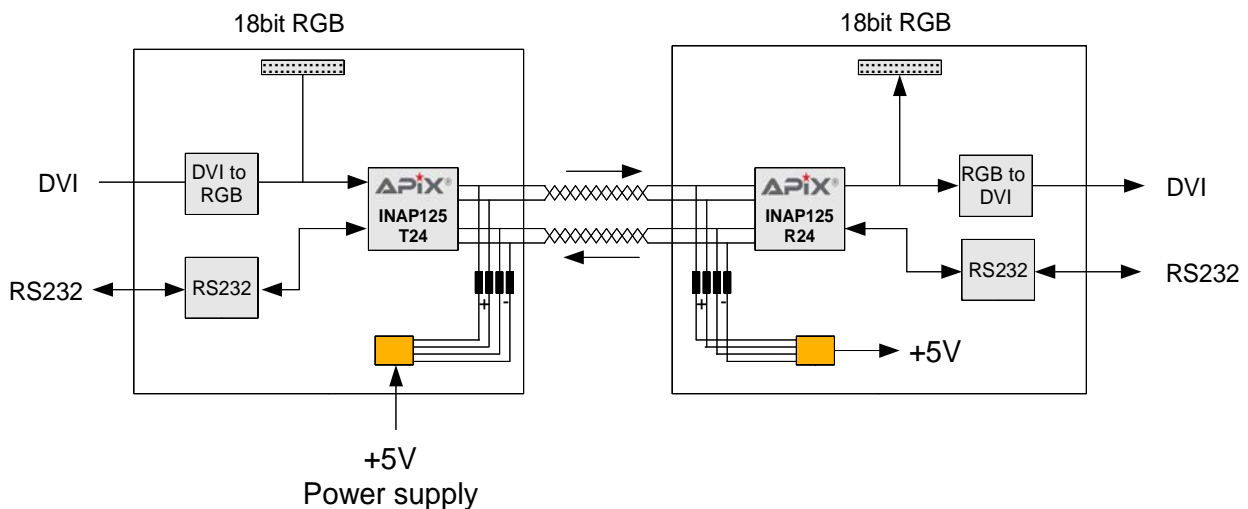 18bit RGB
18bit RGB
DVI
DVI to
RGB
APIX®
INAP125
T24
APIX®
INAP125
R24
RGB to
DVI
DVI
RS232
RS232
RS232
RS232
+ -
+ -
+5V
+5V
Power supply